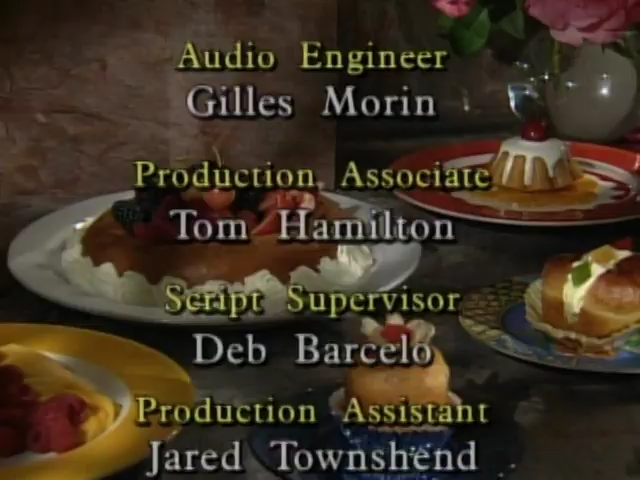 Audio Engineer
Gilles Morin
Production Associate
Tom Hamilton
Script Supervisor
Deb Barcelo
Production Assistant
Jared Townshend